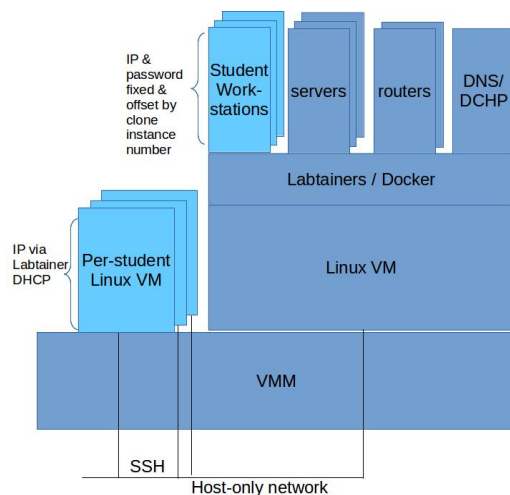 IP &
password
fixed &
offset by
clone
instance
number
Student
Work-
stations
servers
routers
DNS/
DCHP
Labtainers / Docker
IP via
Labtainer
DHCP
Per-student
Linux VM
Linux VM
VMM
SSH
Host-only network